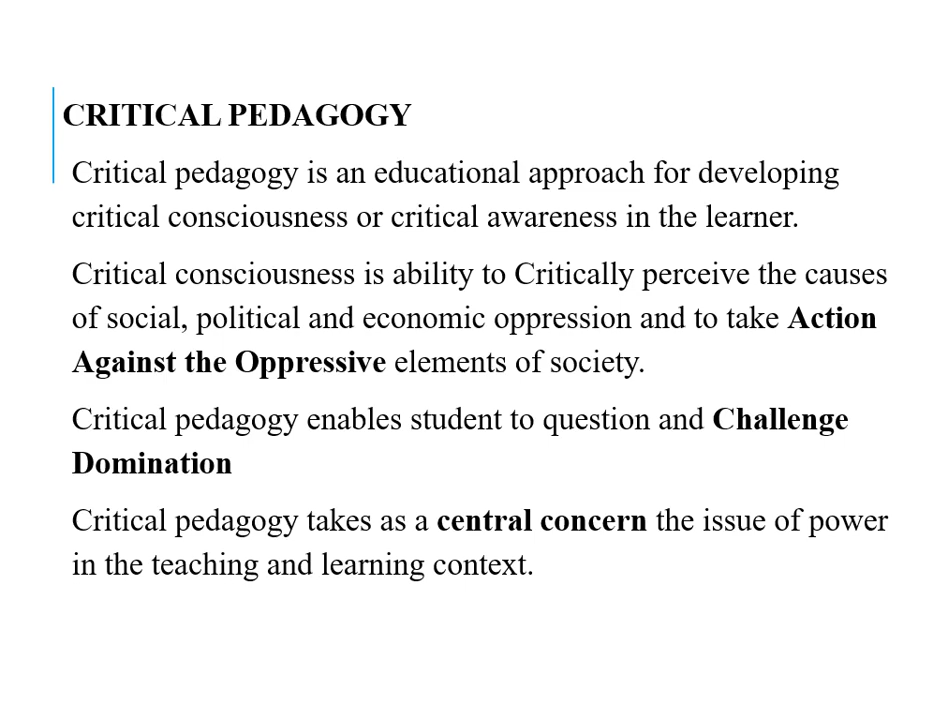 CRITICAL PEDAGOGY
Critical pedagogy is an educational approach for developing
critical consciousness or critical awareness in the learner.
Critical consciousness is ability to Critically perceive the causes
of social, political and economic oppression and to take Action
Against the Oppressive elements of society.
Critical pedagogy enables student to question and Challenge
Domination
Critical pedagogy takes as a central concern the issue of power
in the teaching and learning context.